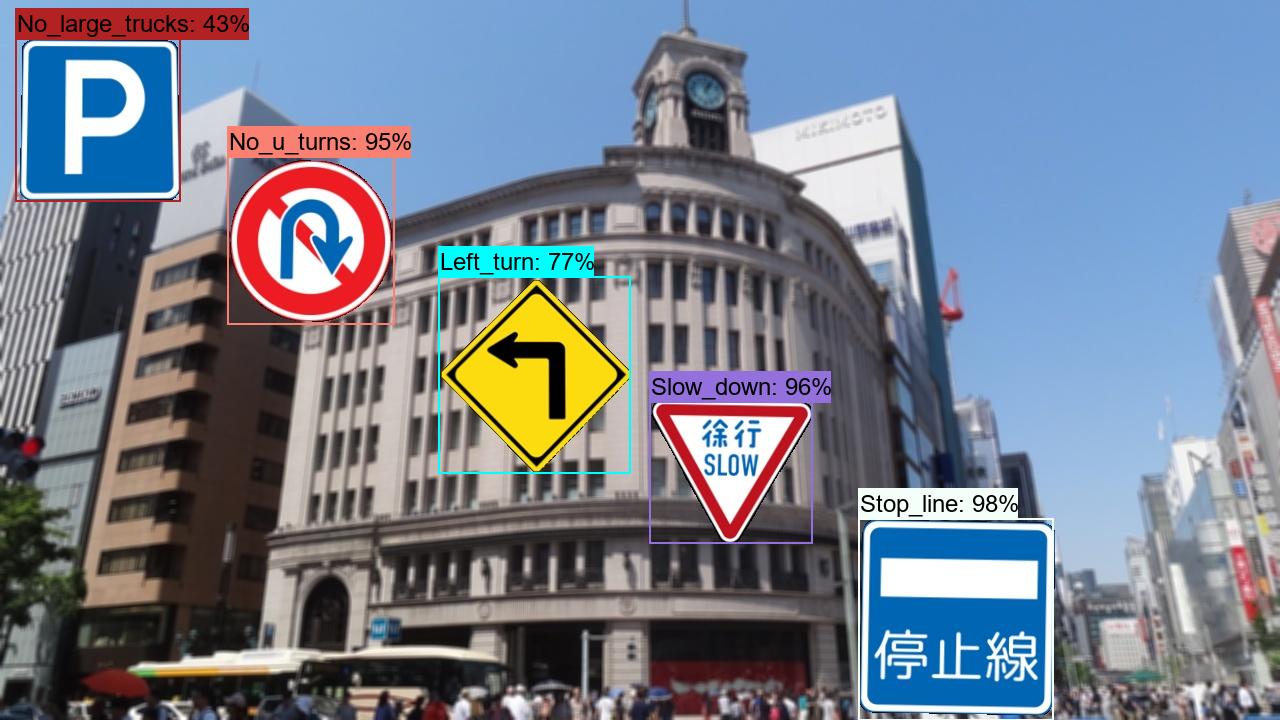 No_large_trucks: 43%
P
No_u_turns: 95%
MIKIMOTO
Left_turn: 77%
Slow_down: 96%
徐行
SLOW
Stop_line: 98%
停止線